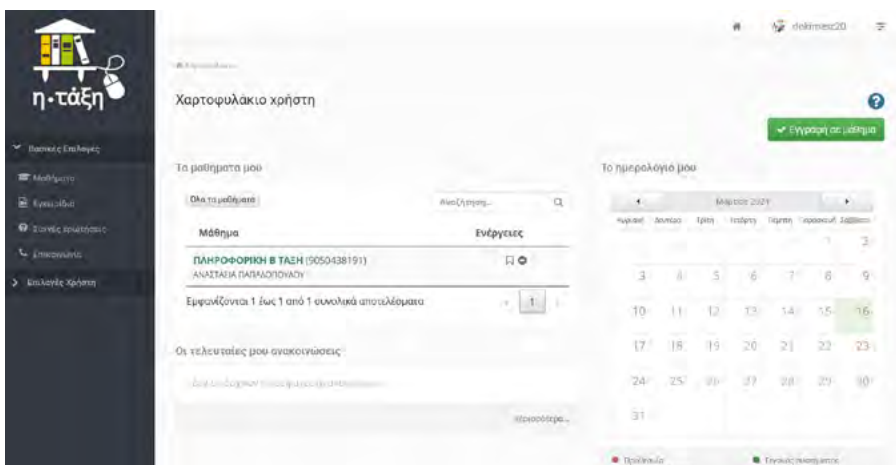 η•τάξη
dokimesc20
Χαρτοφυλάκιο χρήστη
Εγγραφή σε μάθημα
Βασικές Επιλογές
Μαθήματα
Εγχειρίδια
Συχνές ερωτήσεις
Επικοινωνία
Επιλογές Χρήστη
Τα μαθήματα μου
Όλα τα μαθήματα
Αναζήτηση...
Μάθημα Ενέργειες
ΠΛΗΡΟΦΟΡΙΚΗ Β ΤΑΞΗ (9050438191)
ΑΝΑΣΤΑΣΙΑ ΠΑΠΑΔΟΠΟΥΛΟΥ
Εμφανίζονται 1 έως 1 από 1 συνολικά αποτελέσματα
1
Οι τελευταίες μου ανακοινώσεις
περισσότερα...
Το ημερολόγιό μου
Μάρτιος
Κυριακή Δευτέρα Τρίτη Τετάρτη Πέμπτη Παρασκευή Σάββατο
1 2
3 4 5 6 7 8 9
10 11 12 13 14 15 16
17 18 19 20 21 22 23
24 25 26 27 28 29 30
31
Προθεσμία